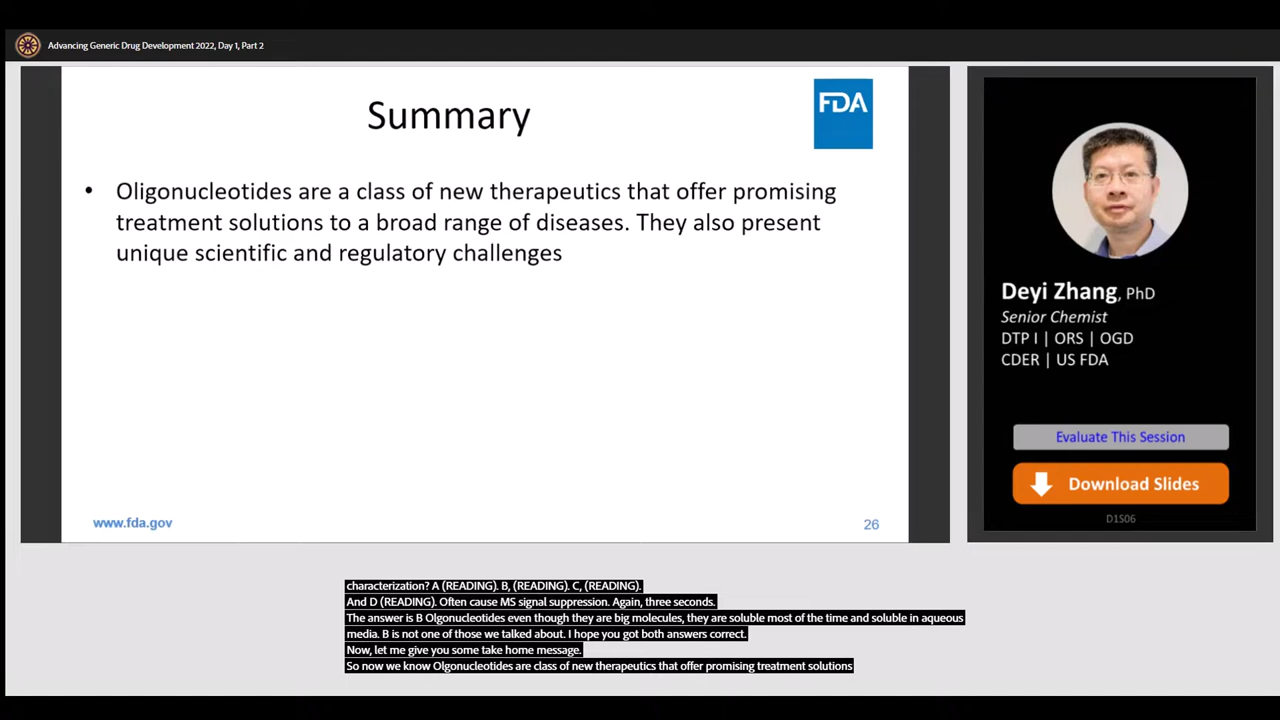 Advancing Generic Drug Development 2022, Day 1, Part 2
Summary
FDA
• Oligonucleotides are a class of new therapeutics that offer promising
treatment solutions to a broad range of diseases. They also present
unique scientific and regulatory challenges
www.fda.gov
26
Deyi Zhang, PhD
Senior Chemist
DTP I | ORS | OGD
CDER | US FDA
Evaluate This Session
Download Slides
D1S06
characterization? A (READING). B, (READING). C, (READING).
And D (READING). Often cause MS signal suppression. Again, three seconds.
The answer is B Olgonucleotides even though they are big molecules, they are soluble most of the time and soluble in aqueous
media. B is not one of those we talked about. I hope you got both answers correct.
Now, let me give you some take home message.
So now we know Olgonucleotides are class of new therapeutics that offer promising treatment solutions